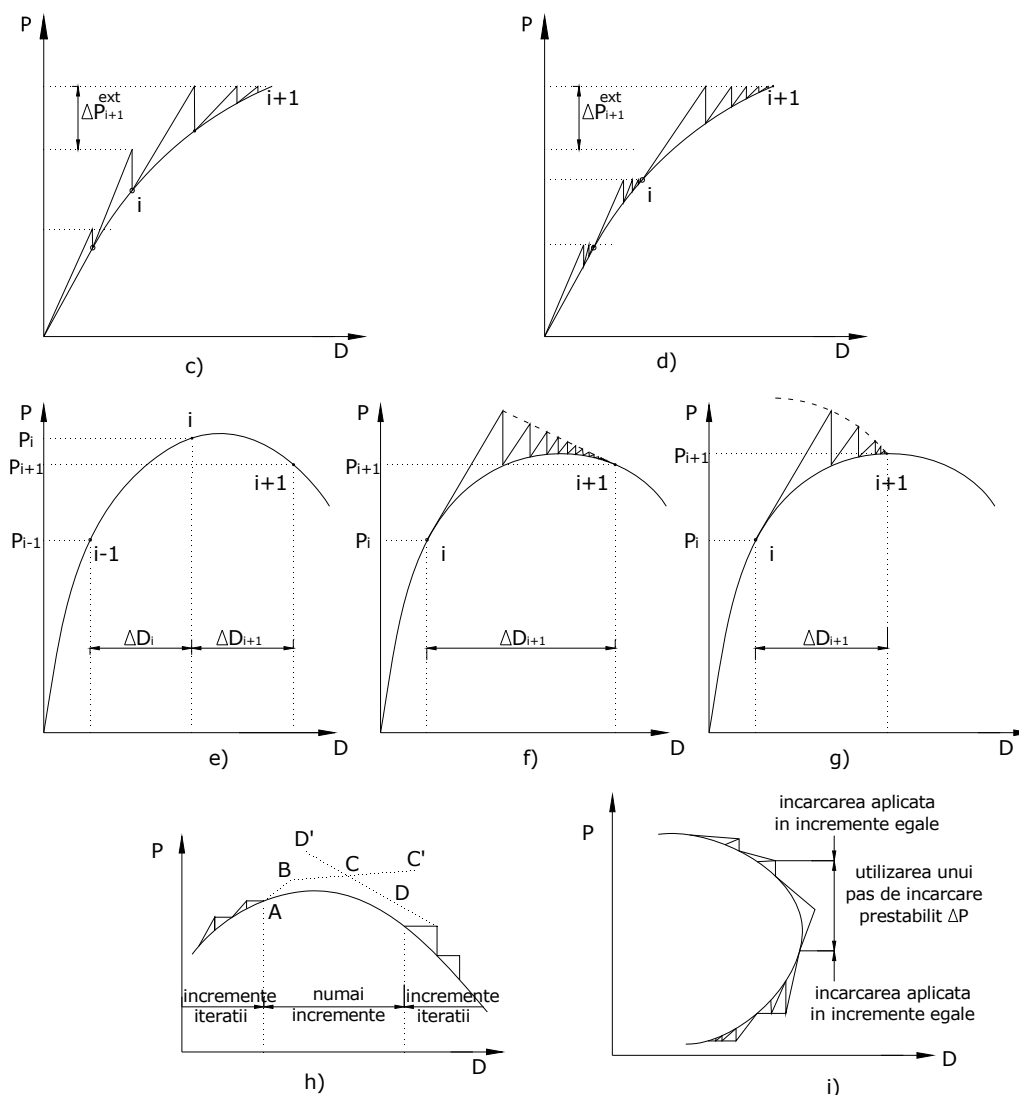 P
ΔP i+1 ext
i+1
i
D
c)
P
ΔP i+1 ext
i+1
i
D
d)
P
i
Pi
Pi+1
i+1
Pi-1
i-1
ΔDi
ΔDi+1
D
e)
P
Pi+1
i+1
Pi
i
ΔDi+1
D
f)
P
Pi+1
i+1
Pi
i
ΔDi+1
D
g)
P
D'
B
C
C'
A
D
incremente
iteratii
numai
incremente
incremente
iteratii
D
h)
P
incarcarea aplicata
in incremente egale
utilizarea unui
pas de incarcare
prestabilit ΔP
incarcarea aplicata
in incremente egale
D
i)